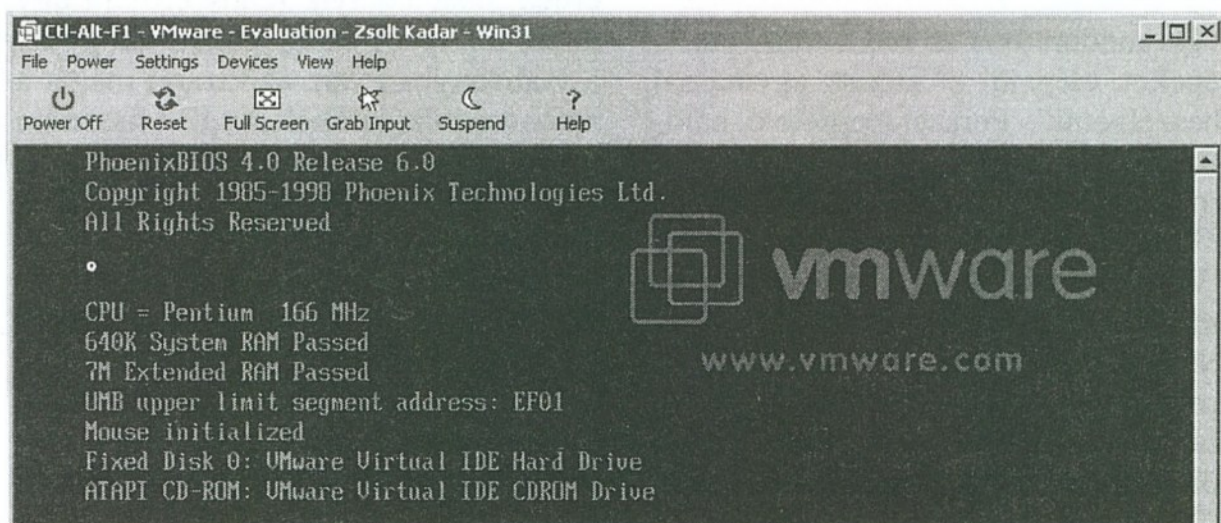 Ctl-Alt-F1 - VMware - Evaluation - Zsolt Kadar - Win31
File Power Settings Devices View Help
Power Off Reset Full Screen Grab Input Suspend Help
PhoenixBIOS 4.0 Release 6.0
Copyright 1985-1998 Phoenix Technologies Ltd.
All Rights Reserved
vmware
www.vmware.com
CPU = Pentium 166 MHz
640K System RAM Passed
7M Extended RAM Passed
UMB upper limit segment address: EF01
Mouse initialized
Fixed Disk 0: VMware Virtual IDE Hard Drive
ATAPI CD-ROM: VMware Virtual IDE CDROM Drive